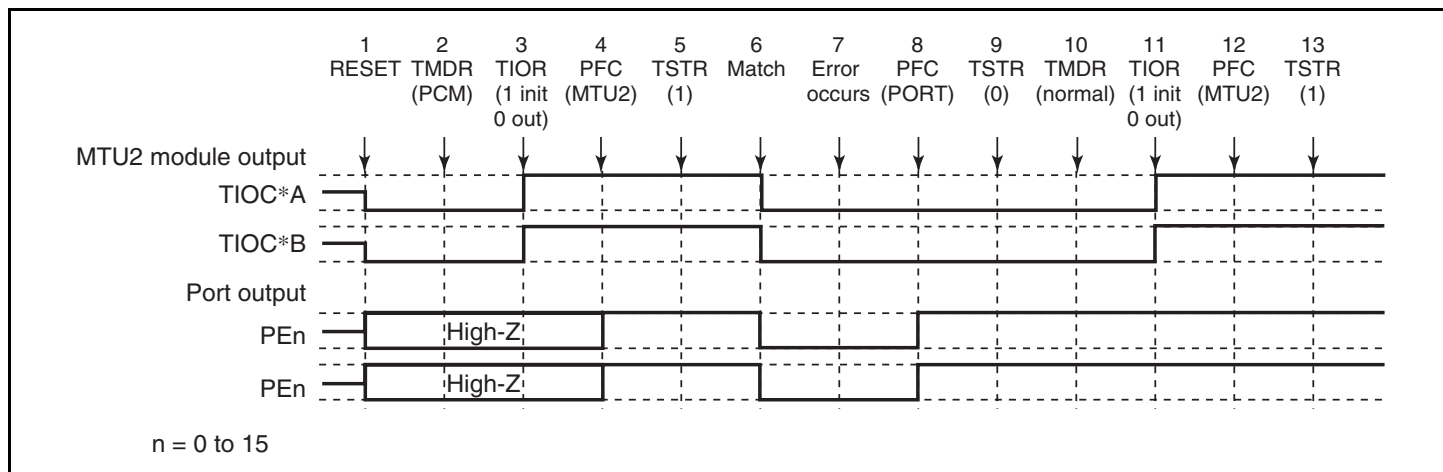 1 2 3 4 5 6 7 8 9 10 11 12 13
RESET TMDR TIOR PFC TSTR Match Error PFC TSTR TMDR TIOR PFC TSTR
(PCM) (1 init (MTU2) (1) occurs (PORT) (0) (normal) (1 init (MTU2) (1)
0 out) 0 out)
MTU2 module output
TIOC*A
TIOC*B
Port output
PEn High-Z
PEn High-Z
n = 0 to 15